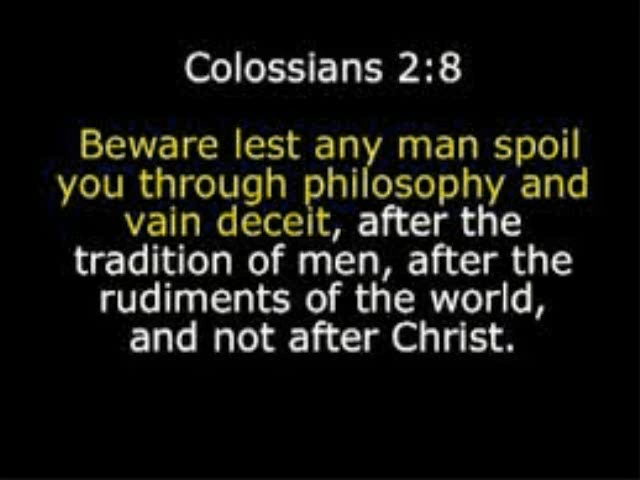 Colossians 2:8
Beware lest any man spoil
you through philosophy and
vain deceit, after the
tradition of men, after the
rudiments of the world,
and not after Christ.